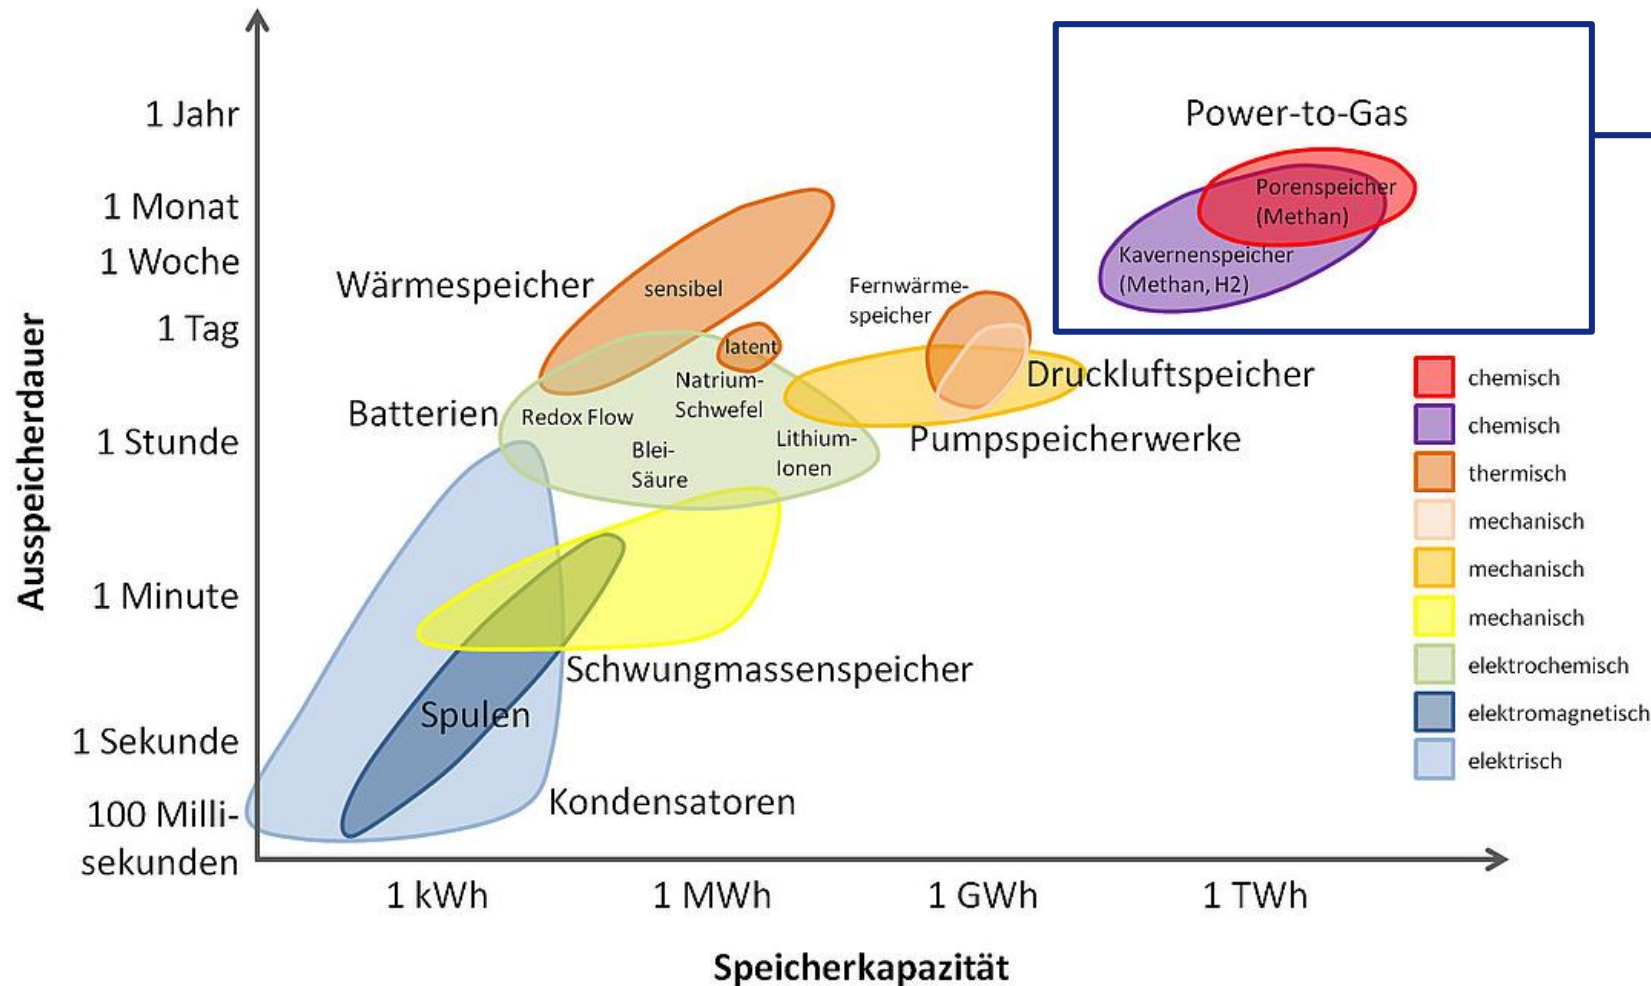 1 Jahr
1 Monat
1 Woche
1 Tag
1 Stunde
1 Minute
1 Sekunde
100 Milli-
sekunden
Ausspeicherdauer
Power-to-Gas
Porenspeicher
(Methan)
Kavernenspeicher
(Methan, H2)
Wärmespeicher
sensibel
Fernwärme-
speicher
latent
Batterien
Redox Flow
Natrium-
Schwefel
Blei-
Säure
Lithium-
Ionen
Druckluftspeicher
Pumpspeicherwerke
Schwungmassenspeicher
Spulen
Kondensatoren
chemisch
chemisch
thermisch
mechanisch
mechanisch
mechanisch
elektrochemisch
elektromagnetisch
elektrisch
1 kWh
1 MWh
1 GWh
1 TWh
Speicherkapazität